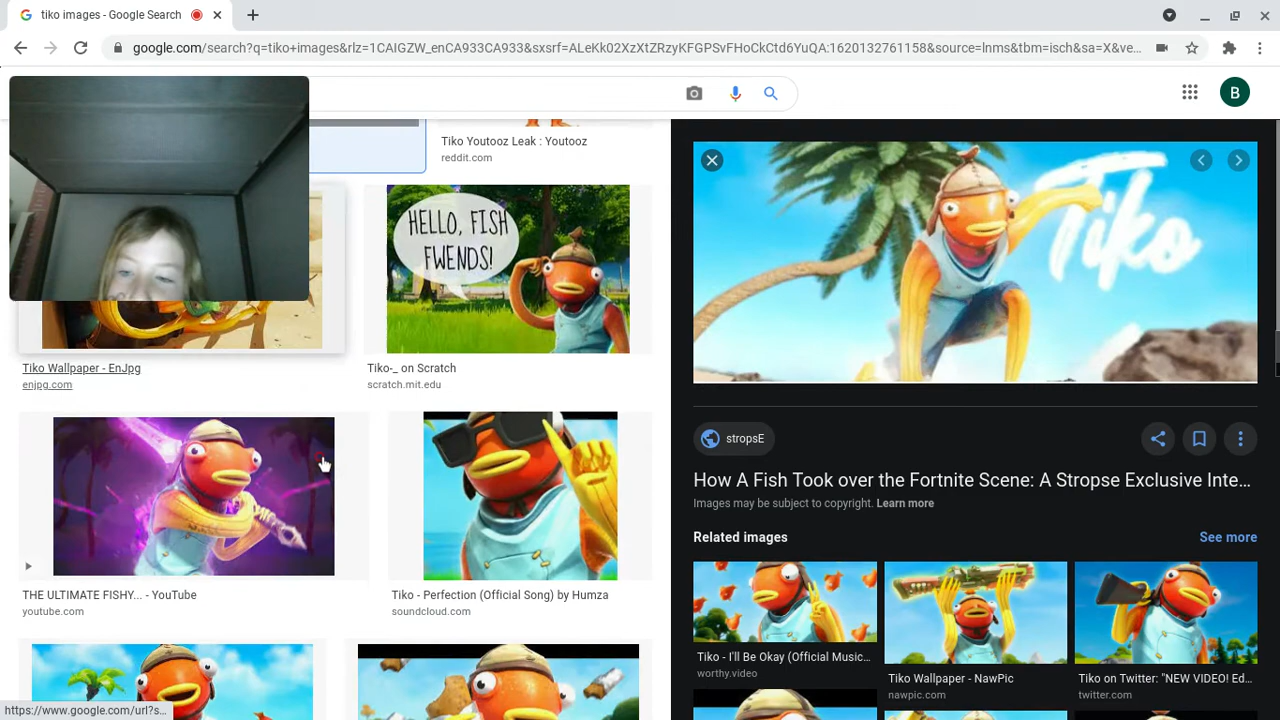 tiko images - Google Search
google.com/search?q=tiko+images&rlz=1CAIGZW_enCA933CA933&sxsrf=ALeKk02XzXtZRzyKFGPSvFHoCkCtd6YuQA:1620132761158&source=lnms&tbm=isch&sa=X&ve...
B
Tiko Youtooz Leak : Youtooz
reddit.com
HELLO, FISH
FWENDS!
Tiko
Tiko Wallpaper - EnJpg
enjpg.com
Tiko-_ on Scratch
scratch.mit.edu
stropsE
How A Fish Took over the Fortnite Scene: A Stropse Exclusive Inte...
Images may be subject to copyright. Learn more
Related images
See more
THE ULTIMATE FISHY... - YouTube
youtube.com
Tiko - Perfection (Official Song) by Humza
soundcloud.com
Tiko - I'll Be Okay (Official Music...
worthy.video
Tiko Wallpaper - NawPic
nawpic.com
Tiko on Twitter: "NEW VIDEO! Ed...
twitter.com
https://www.google.com/url?s...